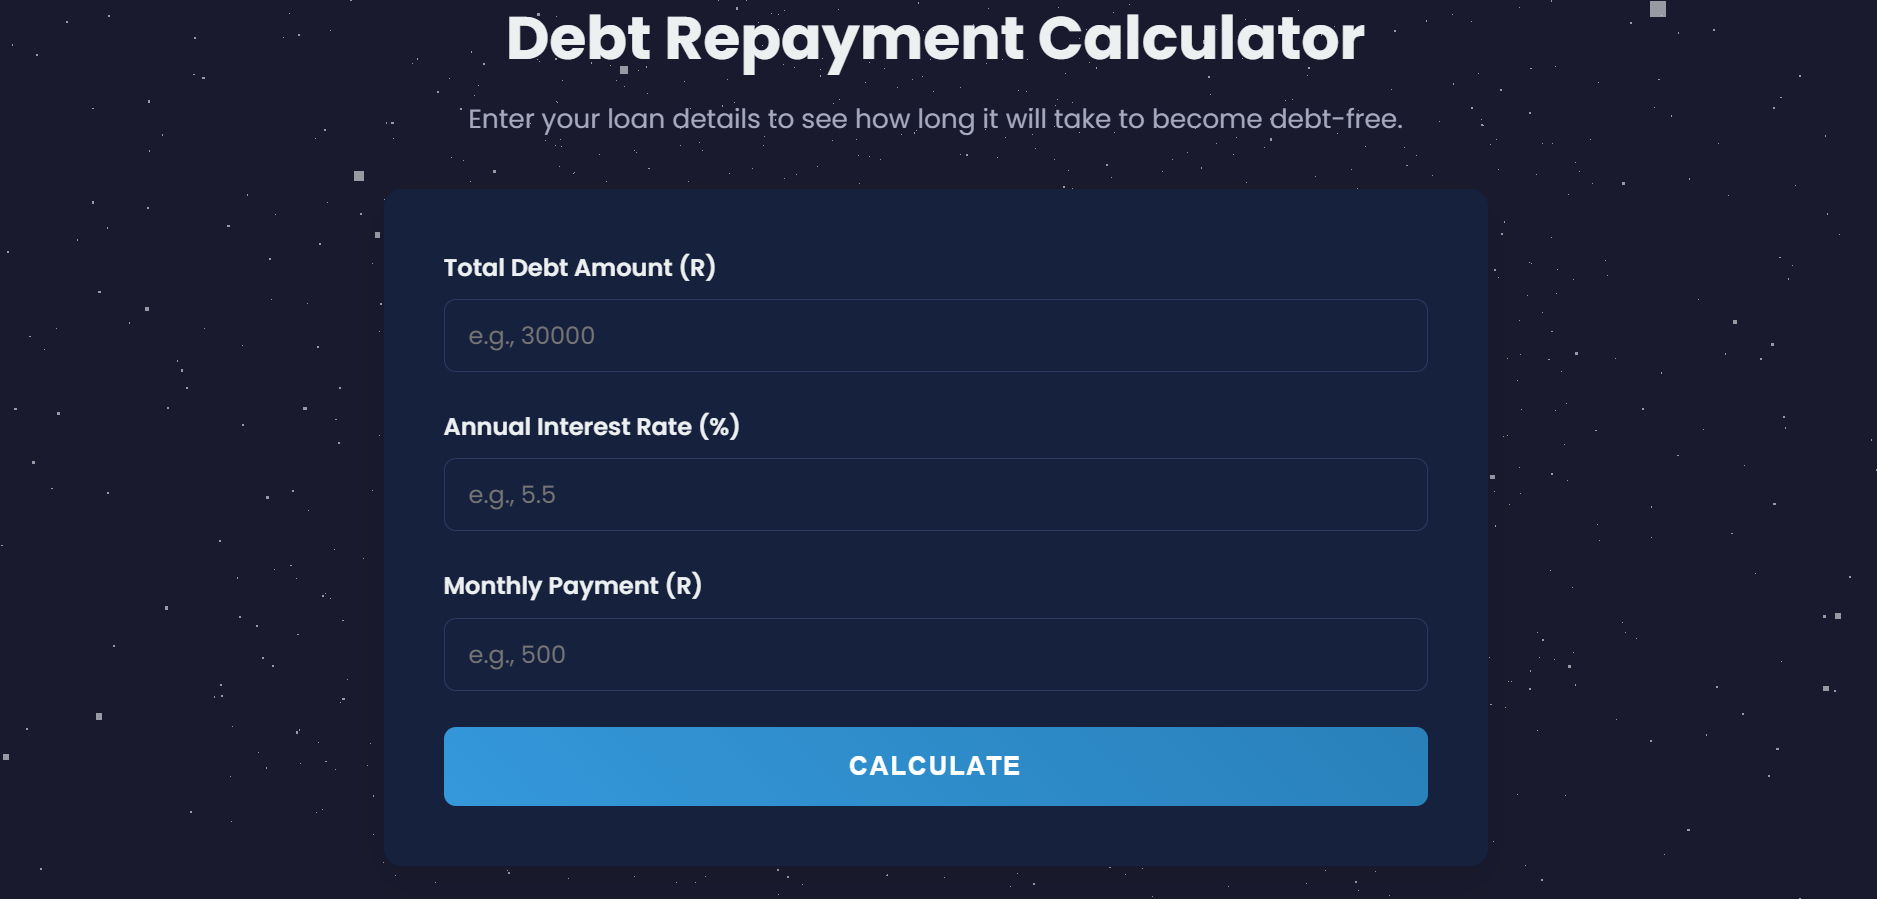 Debt Repayment Calculator
Enter your loan details to see how long it will take to become debt-free.
Total Debt Amount (R)
e.g., 30000
Annual Interest Rate (%)
e.g., 5.5
Monthly Payment (R)
e.g., 500
CALCULATE